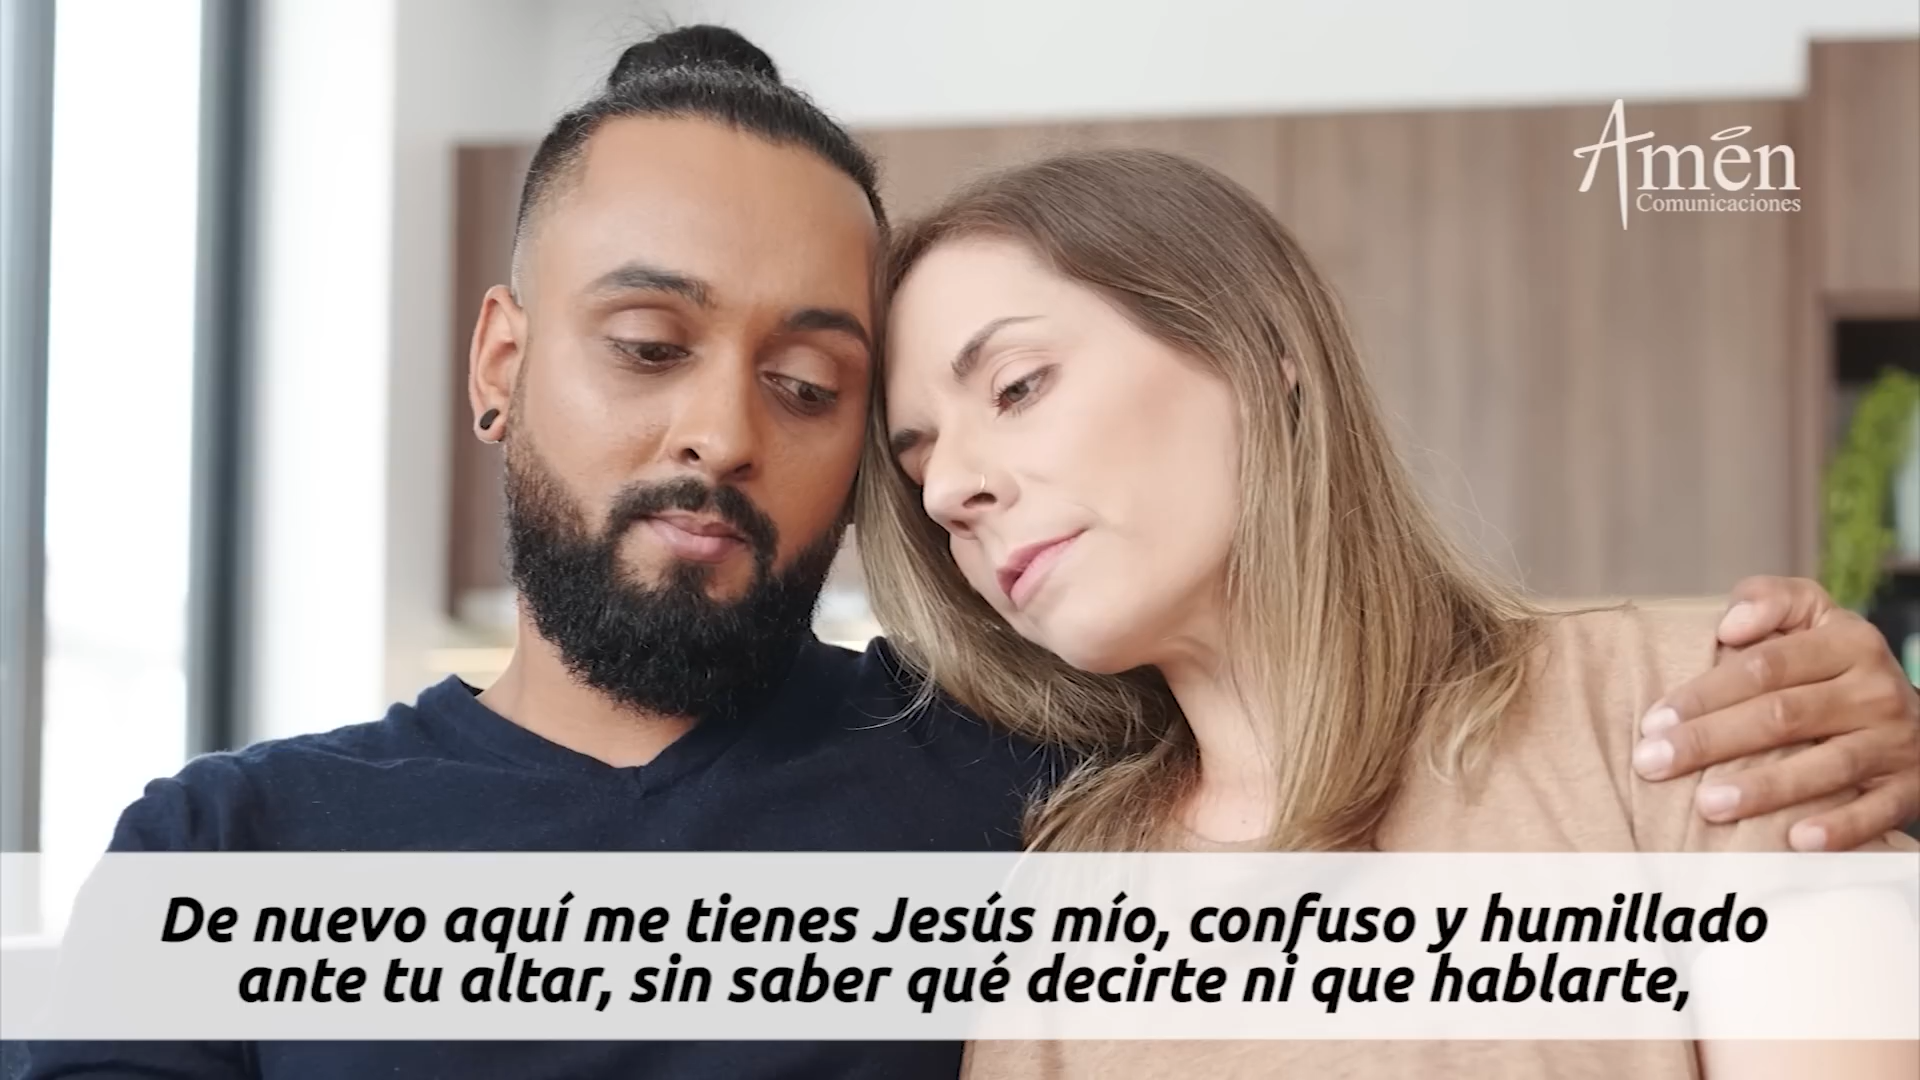 Amén
Comunicaciones
De nuevo aquí me tienes Jesús mío, confuso y humillado
ante tu altar, sin saber qué decirte ni que hablarte,